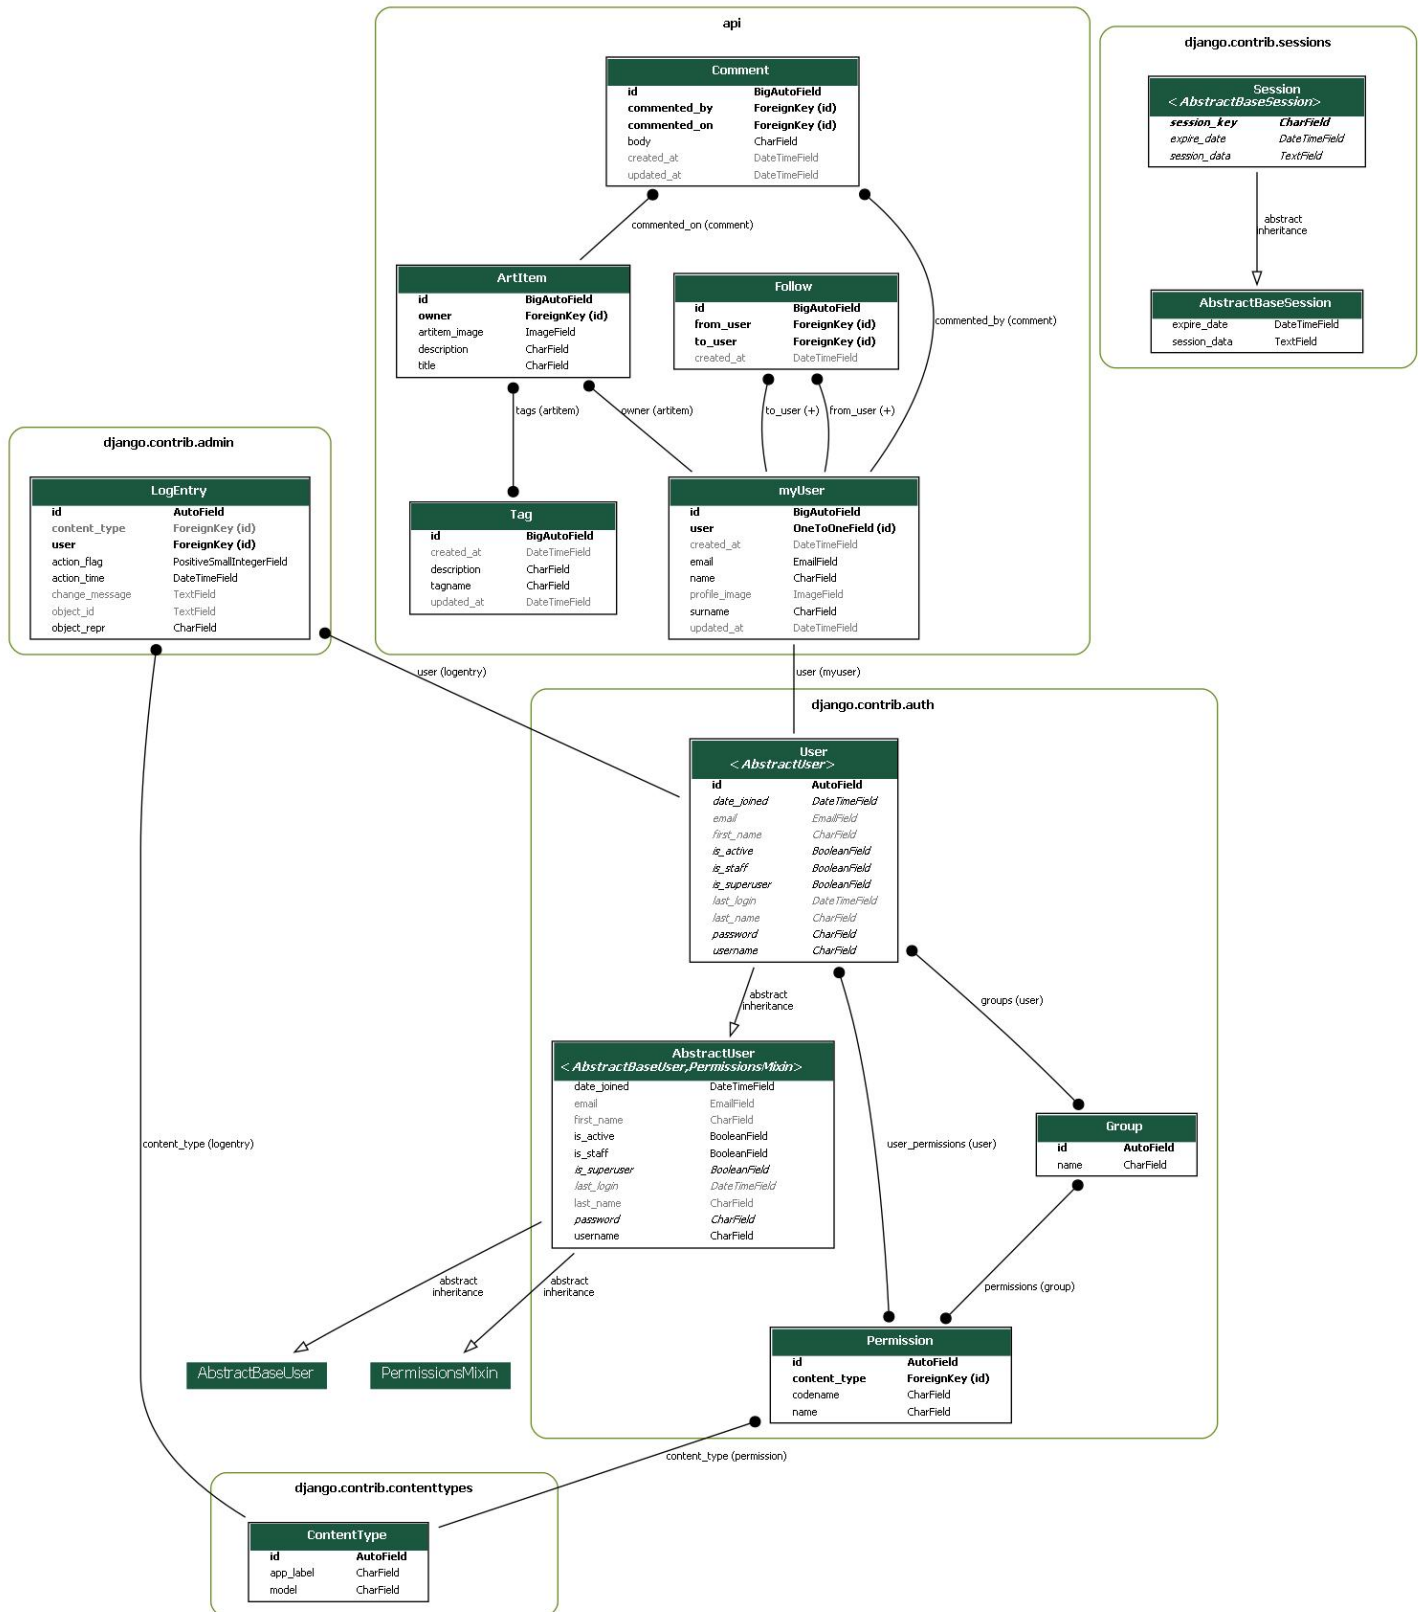 api
Comment
id BigAutoField
commented_by ForeignKey (id)
commented_on ForeignKey (id)
body CharField
created_at DateTimeField
updated_at DateTimeField
commented_on (comment)
ArtItem
id BigAutoField
owner ForeignKey (id)
artitem_image ImageField
description CharField
title CharField
Follow
id BigAutoField
from_user ForeignKey (id)
to_user ForeignKey (id)
created_at DateTimeField
commented_by (comment)
tags (artitem)
owner (artitem)
to_user (+)
from_user (+)
Tag
id BigAutoField
created_at DateTimeField
description CharField
tagname CharField
updated_at DateTimeField
myUser
id BigAutoField
user OneToOneField (id)
created_at DateTimeField
email EmailField
name CharField
profile_image ImageField
surname CharField
updated_at DateTimeField
django.contrib.sessions
Session
<AbstractBaseSession>
session_key CharField
expire_date DateTimeField
session_data TextField
abstract
inheritance
AbstractBaseSession
expire_date DateTimeField
session_data TextField
django.contrib.admin
LogEntry
id AutoField
content_type ForeignKey (id)
user ForeignKey (id)
action_flag PositiveSmallIntegerField
action_time DateTimeField
change_message TextField
object_id TextField
object_repr CharField
user (logentry)
user (myuser)
django.contrib.auth
User
<AbstractUser>
id AutoField
date_joined DateTimeField
email EmailField
first_name CharField
is_active BooleanField
is_staff BooleanField
is_superuser BooleanField
last_login DateTimeField
last_name CharField
password CharField
username CharField
abstract
inheritance
groups (user)
AbstractUser
<AbstractBaseUser,PermissionsMixin>
date_joined DateTimeField
email EmailField
first_name CharField
is_active BooleanField
is_staff BooleanField
is_superuser BooleanField
last_login DateTimeField
last_name CharField
password CharField
username CharField
user_permissions (user)
Group
id AutoField
name CharField
content_type (logentry)
abstract
inheritance
abstract
inheritance
permissions (group)
AbstractBaseUser
PermissionsMixin
Permission
id AutoField
content_type ForeignKey (id)
codename CharField
name CharField
content_type (permission)
django.contrib.contenttypes
ContentType
id AutoField
app_label CharField
model CharField